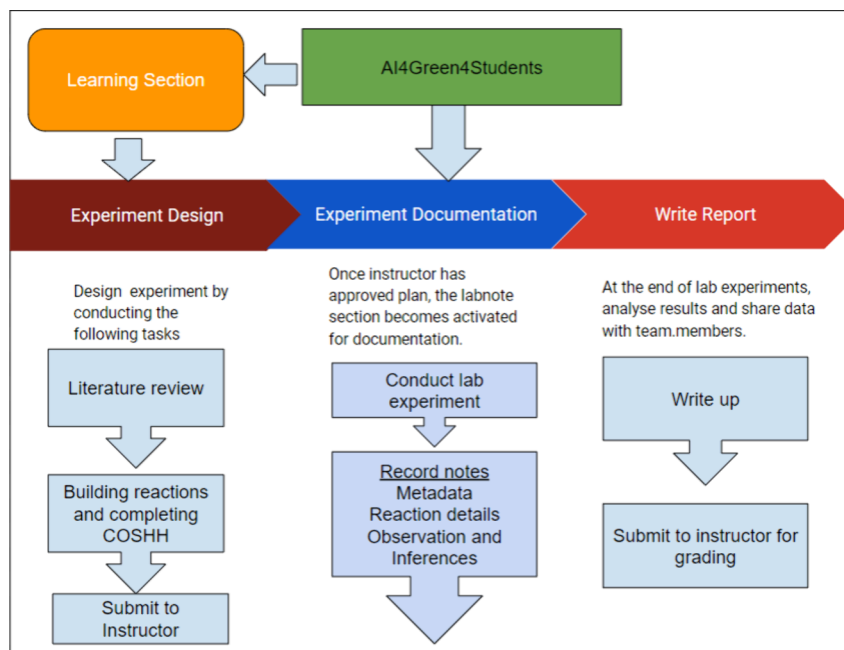 Learning Section
AI4Green4Students
Experiment Design
Experiment Documentation
Write Report
Design experiment by
conducting the
following tasks
Literature review
Building reactions
and completing
COSHH
Submit to
Instructor
Once instructor has
approved plan, the labnote
section becomes activated
for documentation.
Conduct lab
experiment
Record notes
Metadata
Reaction details
Observation and
Inferences
At the end of lab experiments,
analyse results and share data
with team.members.
Write up
Submit to instructor for
grading